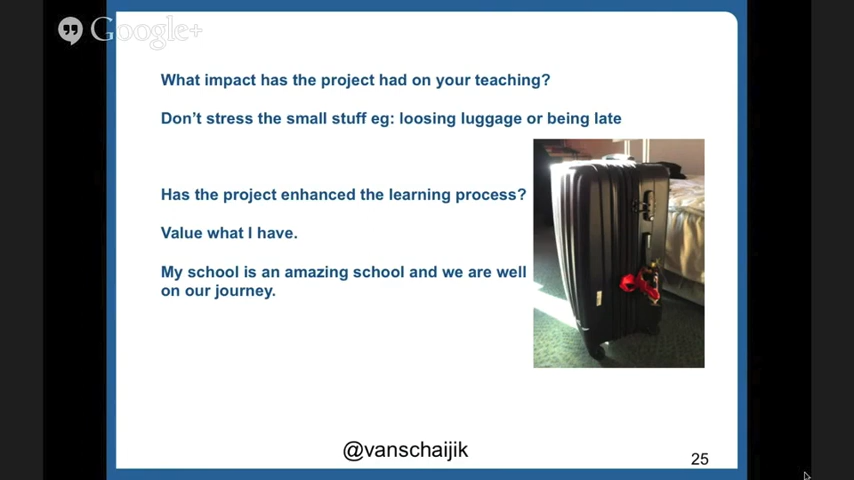 Google+
What impact has the project had on your teaching?
Don't stress the small stuff eg: loosing luggage or being late
Has the project enhanced the learning process?
Value what I have.
My school is an amazing school and we are well
on our journey.
@vanschaijik
25